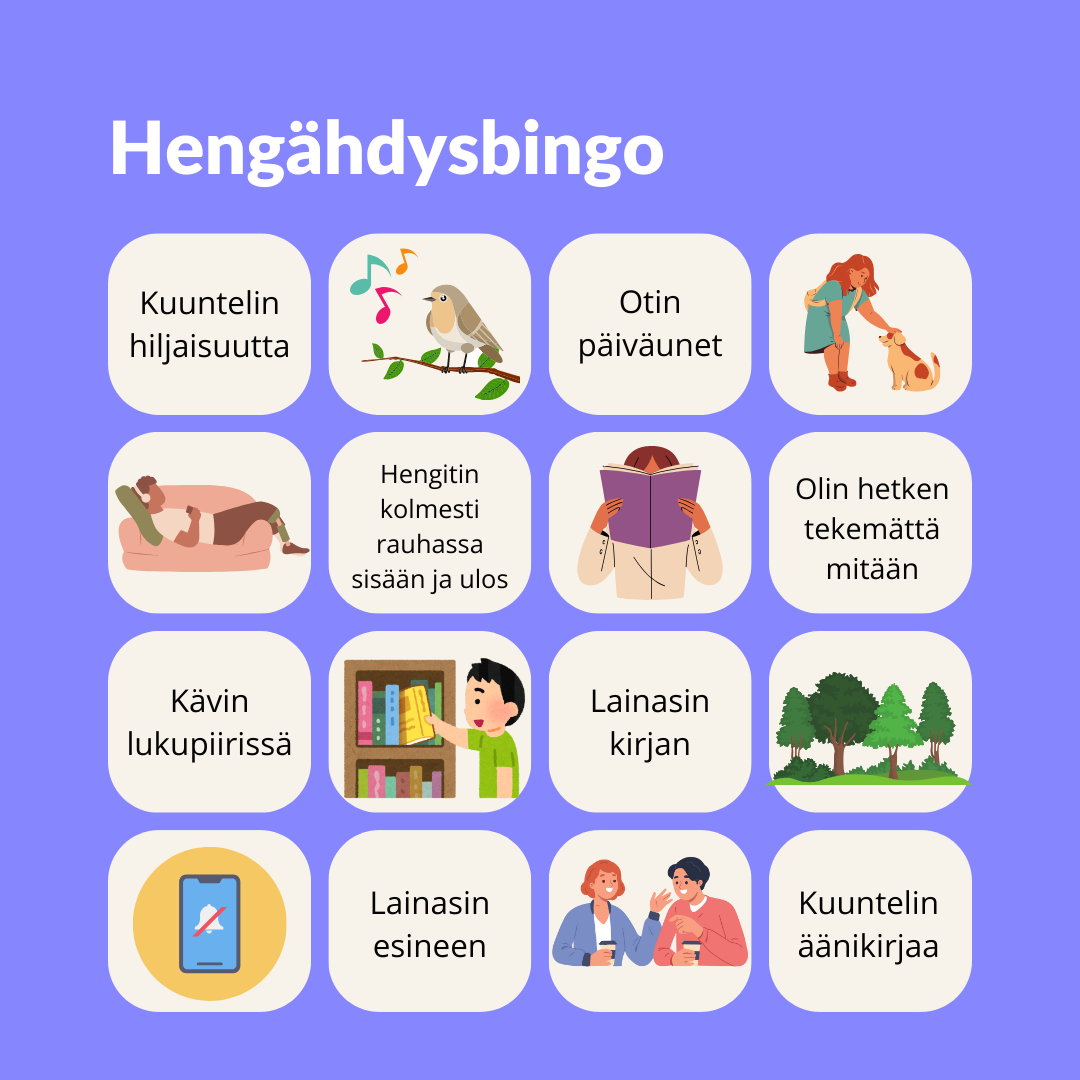 Hengähdysbingo
Kuuntelin
hiljaisuutta
Otin
päiväunet
Hengitin
kolmesti
rauhassa
sisään ja ulos
Olin hetken
tekemättä
mitään
Kävin
lukupiirissä
Lainasin
kirjan
Lainasin
esineen
Kuuntelin
äänikirjaa